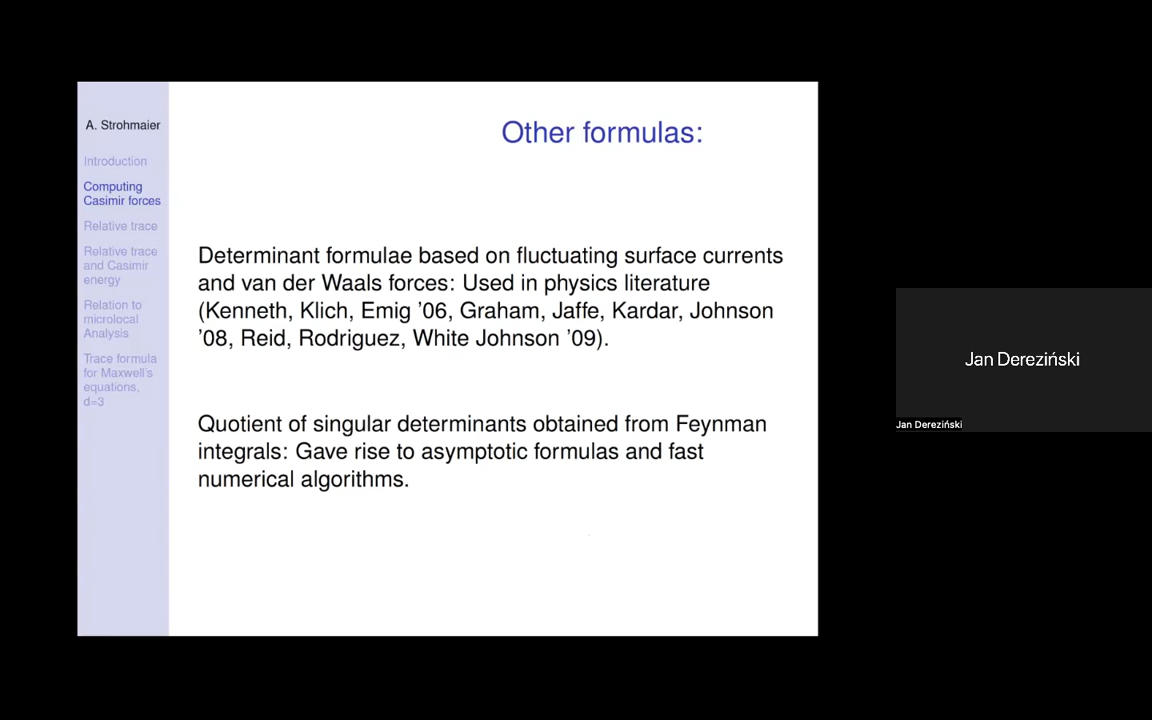 A. Strohmaier
Introduction
Computing
Casimir forces
Relative trace
Relative trace
and Casimir
energy
Relation to
microlocal
Analysis
Trace formula
for Maxwell's
equations,
d=3
Other formulas:
Determinant formulae based on fluctuating surface currents
and van der Waals forces: Used in physics literature
(Kenneth, Klich, Emig '06, Graham, Jaffe, Kardar, Johnson
'08, Reid, Rodriguez, White Johnson '09).
Quotient of singular determinants obtained from Feynman
integrals: Gave rise to asymptotic formulas and fast
numerical algorithms.
Jan Dereziński
Jan Dereziński